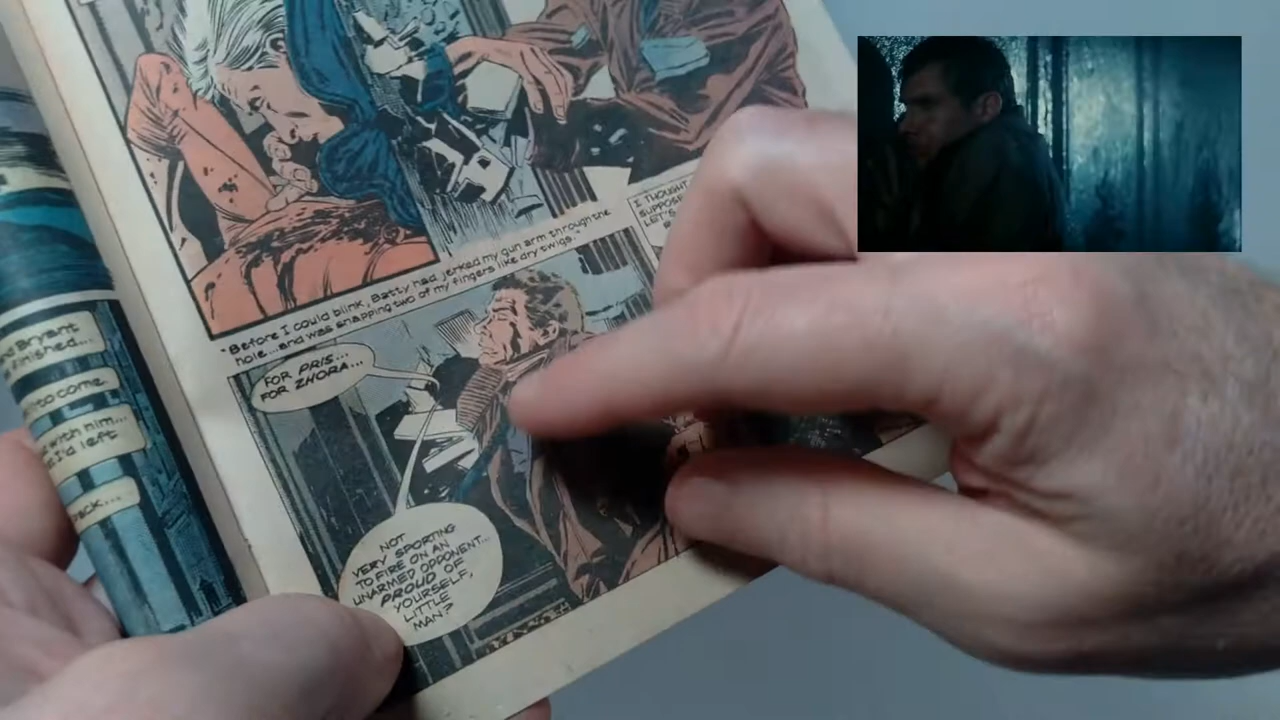 and Bryant
finished...
to come
with him...
I'd left
back...
"Before I could blink, Batty had jerked my gun arm through the
hole...and was snapping two of my fingers like dry twigs."
I THOUGHT
SUPPOSE
LET'S
FOR PRIS...
FOR ZHORA...
NOT
VERY SPORTING
TO FIRE ON AN
UNARMED OPPONENT...
PROUD OF
YOURSELF,
LITTLE
MAN?